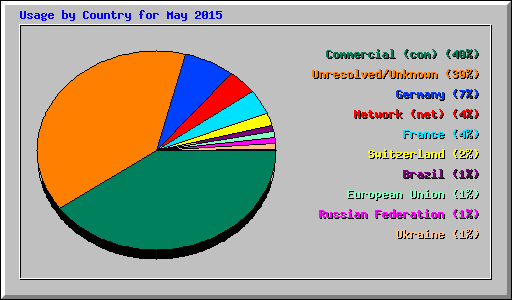 Usage by Country for May 2015
Commercial (com) (40%)
Unresolved/Unknown (39%)
Germany (7%)
Network (net) (4%)
France (4%)
Switzerland (2%)
Brazil (1%)
European Union (1%)
Russian Federation (1%)
Ukraine (1%)